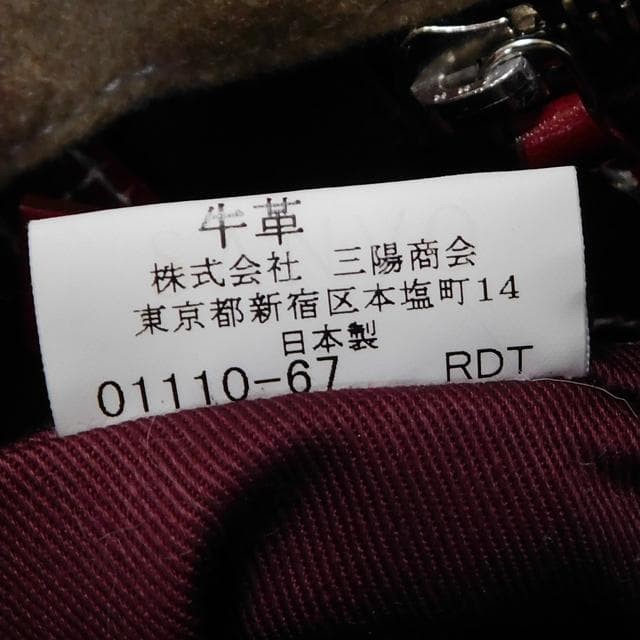 牛革
株式会社 三陽商会
東京都新宿区本塩町14
日本製
01110-67 RDT